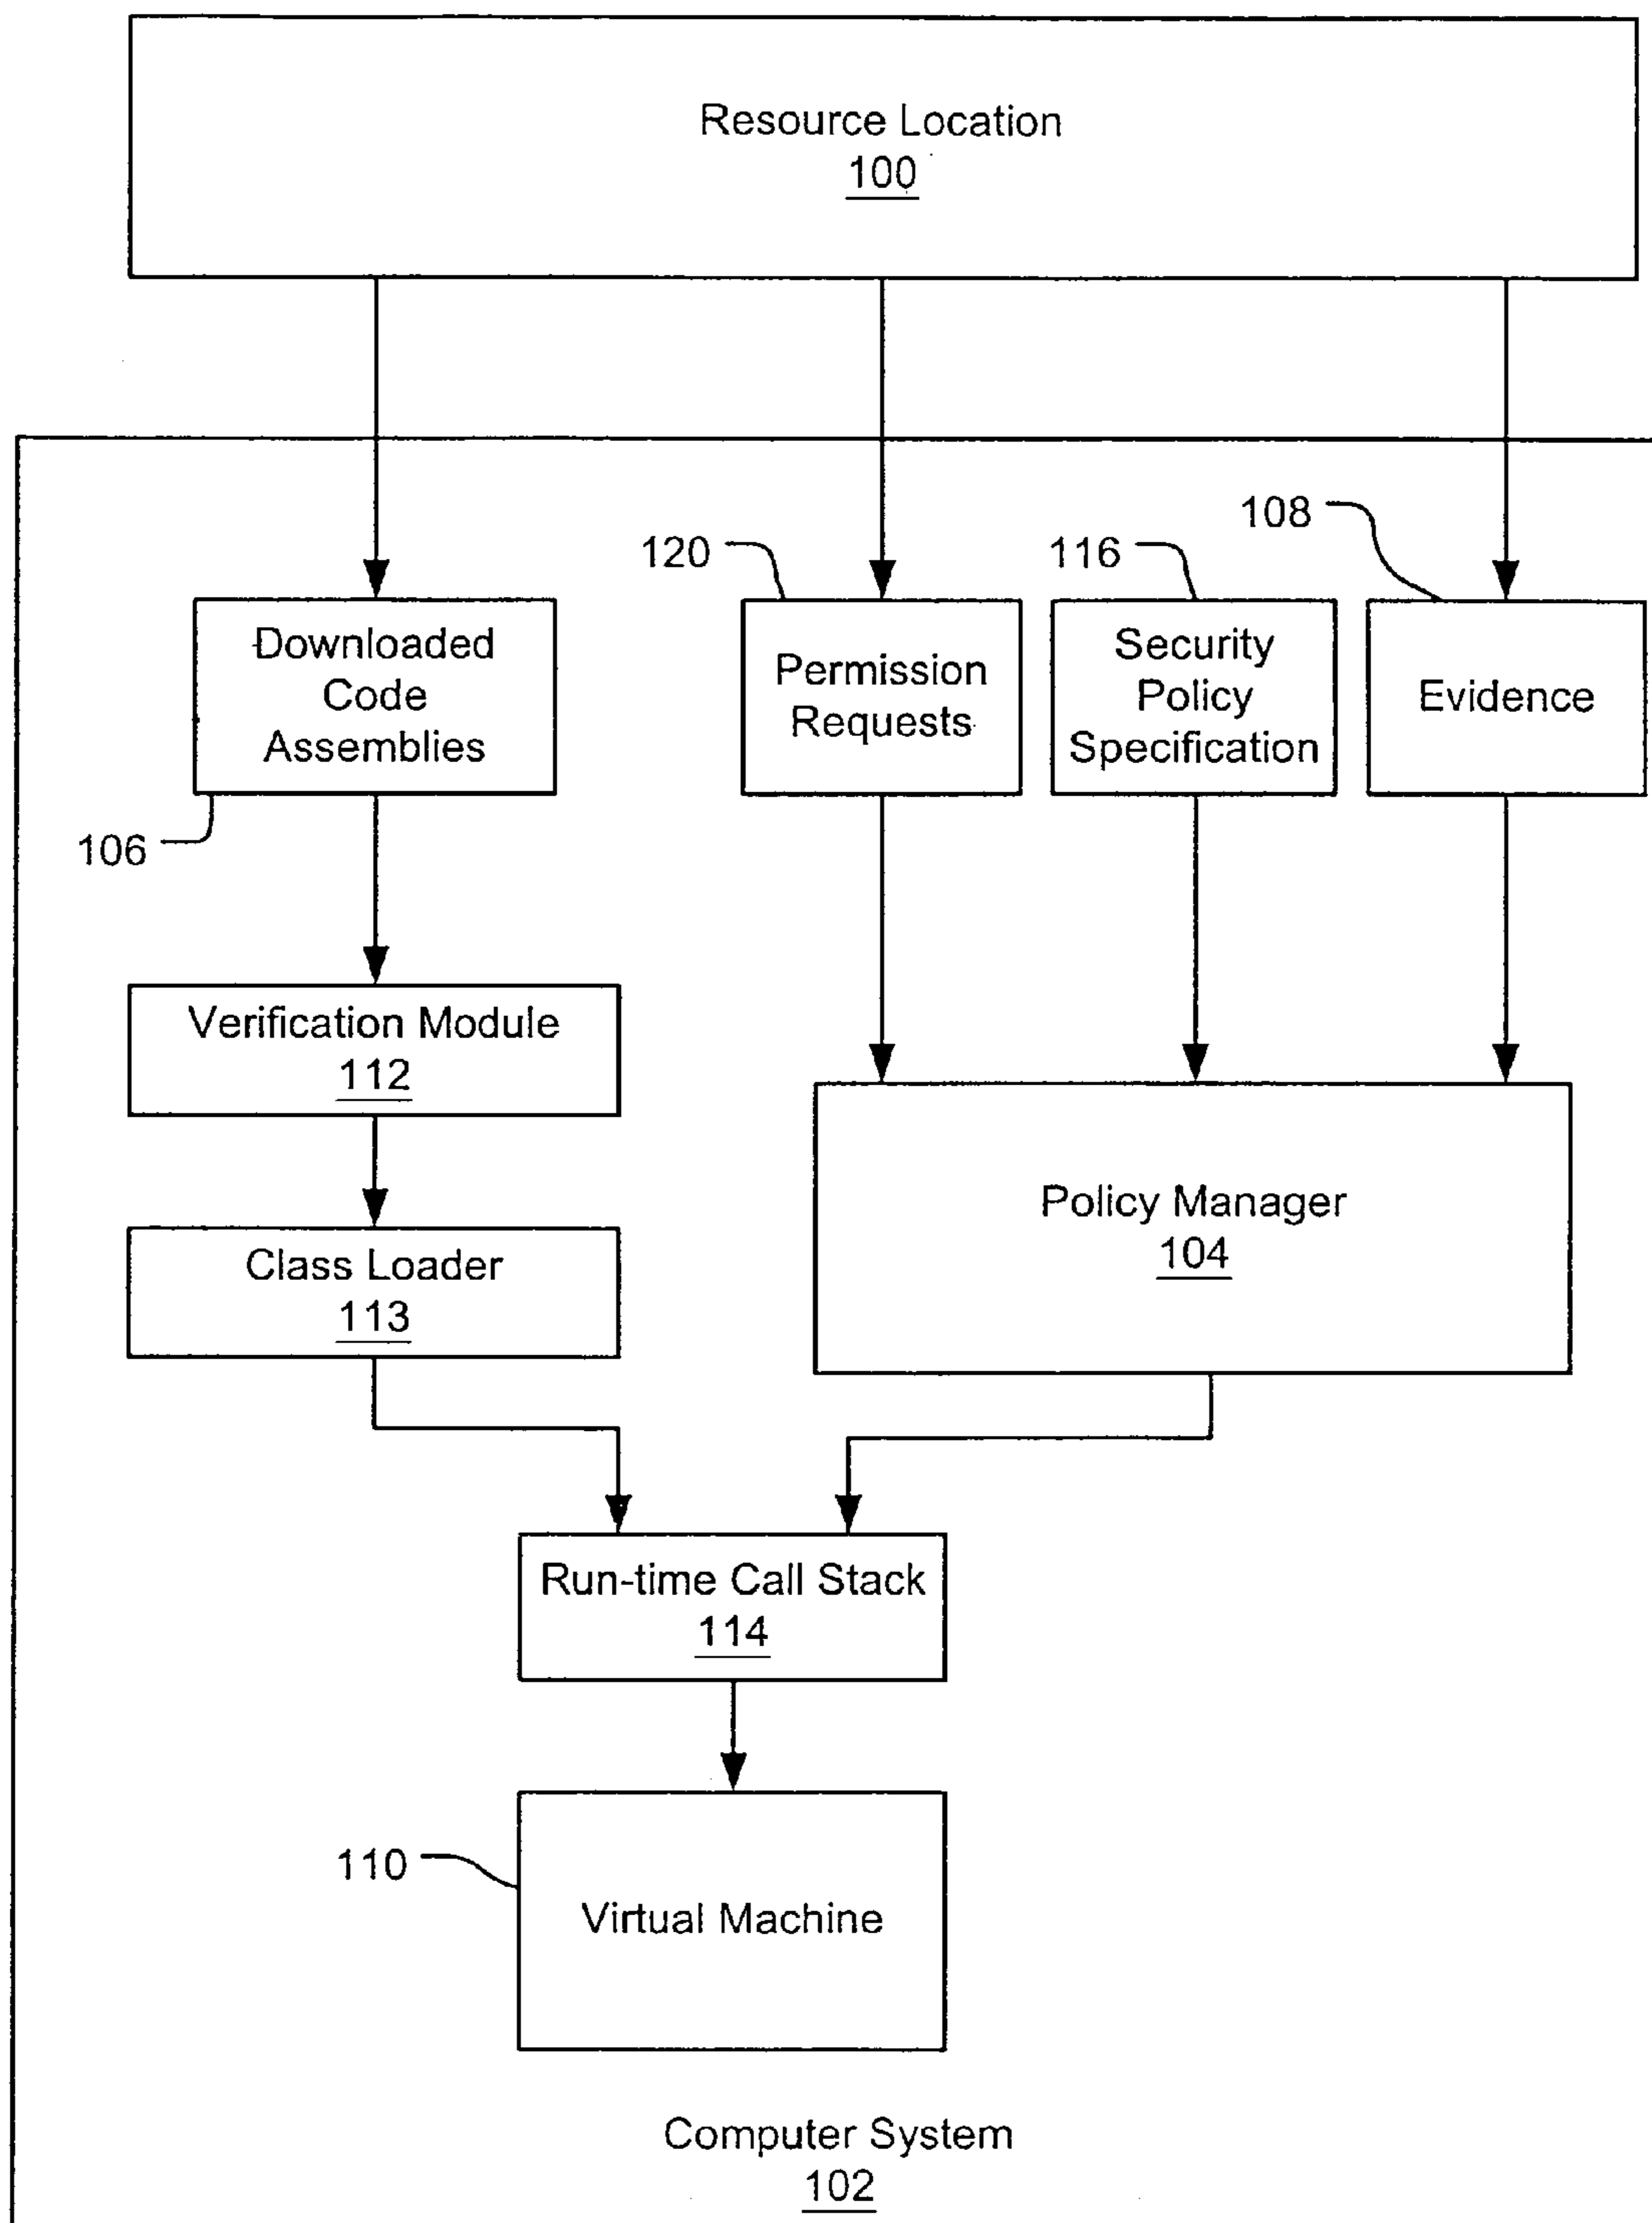 Resource Location
100
108
120
116
Downloaded
Code
Assemblies
Permission
Requests
Security
Policy
Specification
Evidence
106
Verification Module
112
Class Loader
113
Policy Manager
104
Run-time Call Stack
114
110
Virtual Machine
Computer System
102